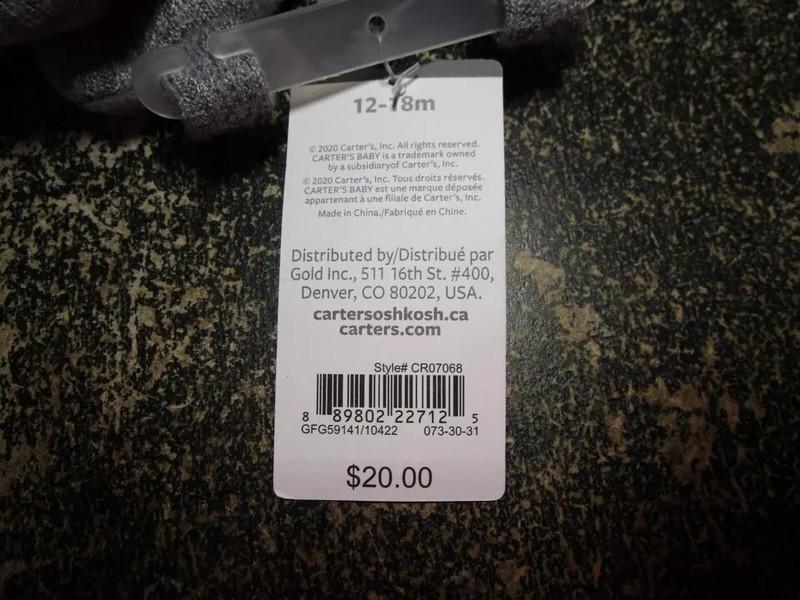 12-18m
© 2020 Carter's, Inc. All rights reserved.
CARTER'S BABY is a trademark owned
by a subsidiaryof Carter's, Inc.
© 2020 Carter's, Inc. Tous droits réservés.
CARTER'S BABY est une marque déposée
appartenant à une filiale de Carter's, Inc.
Made in China./Fabriqué en Chine.
Distributed by/Distribué par
Gold Inc., 511 16th St. #400,
Denver, CO 80202, USA.
cartersoshkosh.ca
carters.com
Style# CR07068
8 89802 22712 5
GFG59141/10422 073-30-31
$20.00